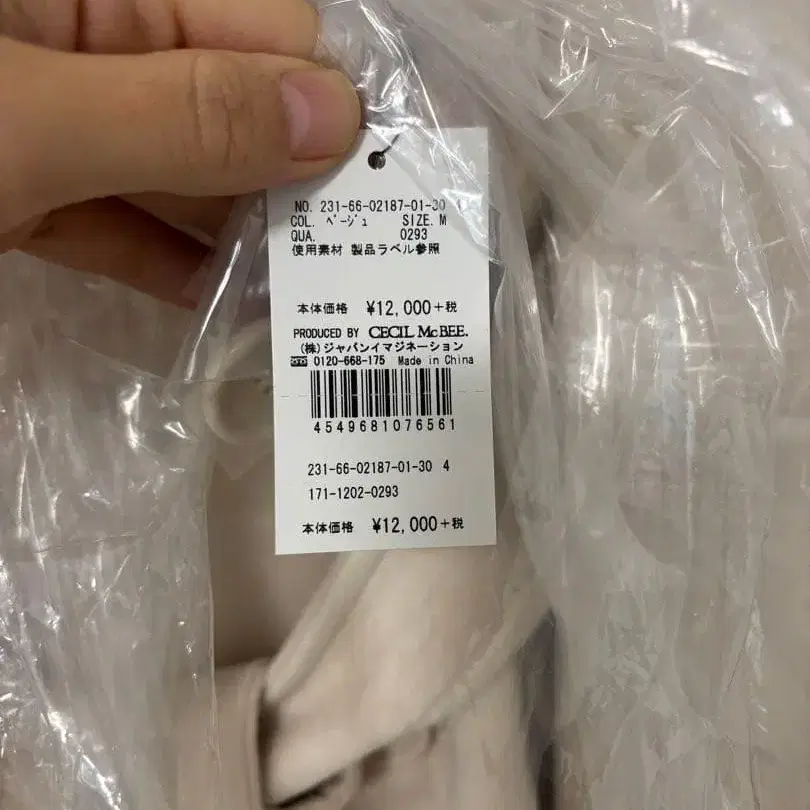 NO. 231-66-02187-01-30 4
COL. ベージュ SIZE. M
QUA. 0293
使用素材 製品ラベル参照
本体価格 ¥12,000+税
PRODUCED BY CECIL McBEE.
(株)ジャパンイマジネーション
0120-668-175 Made in China
4549681076561
231-66-02187-01-30 4
171-1202-0293
本体価格 ¥12,000+税